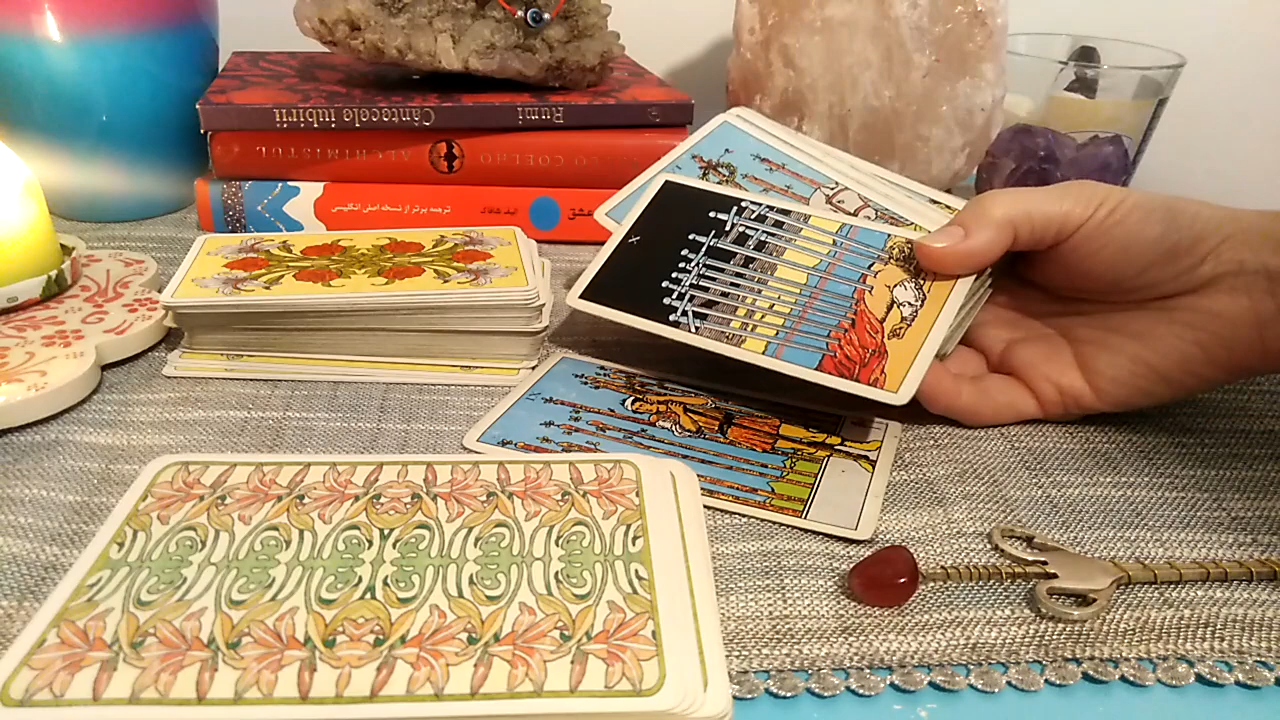 Rumi Cântecele iubirii
COELHO ALCHIMISTUL
عشق الیف شافاک ترجمه برتر از نسخه اصلی انگلیسی
X